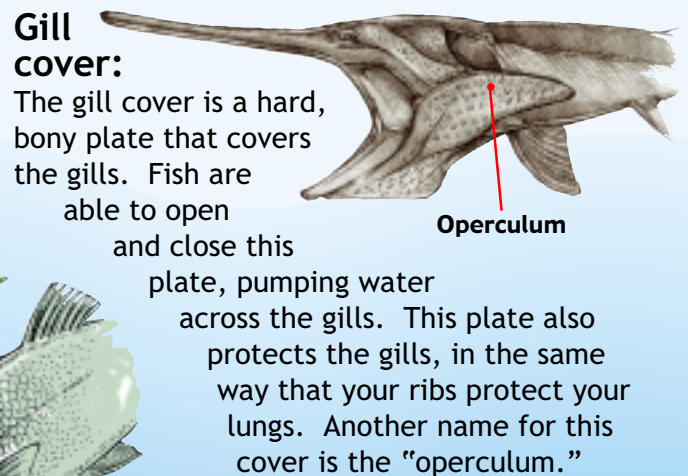 Gill
cover:
The gill cover is a hard,
bony plate that covers
the gills.  Fish are
able to open
and close this
plate, pumping water
across the gills.  This plate also
protects the gills, in the same
way that your ribs protect your
lungs.  Another name for this
cover is the “operculum.”
Operculum